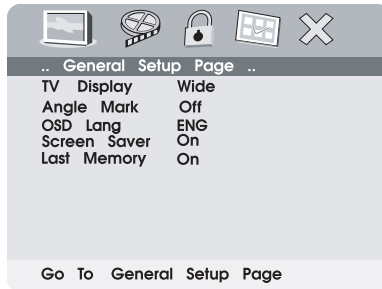 .. General Setup Page ..
TV Display Wide
Angle Mark Off
OSD Lang ENG
Screen Saver On
Last Memory On
Go To General Setup Page